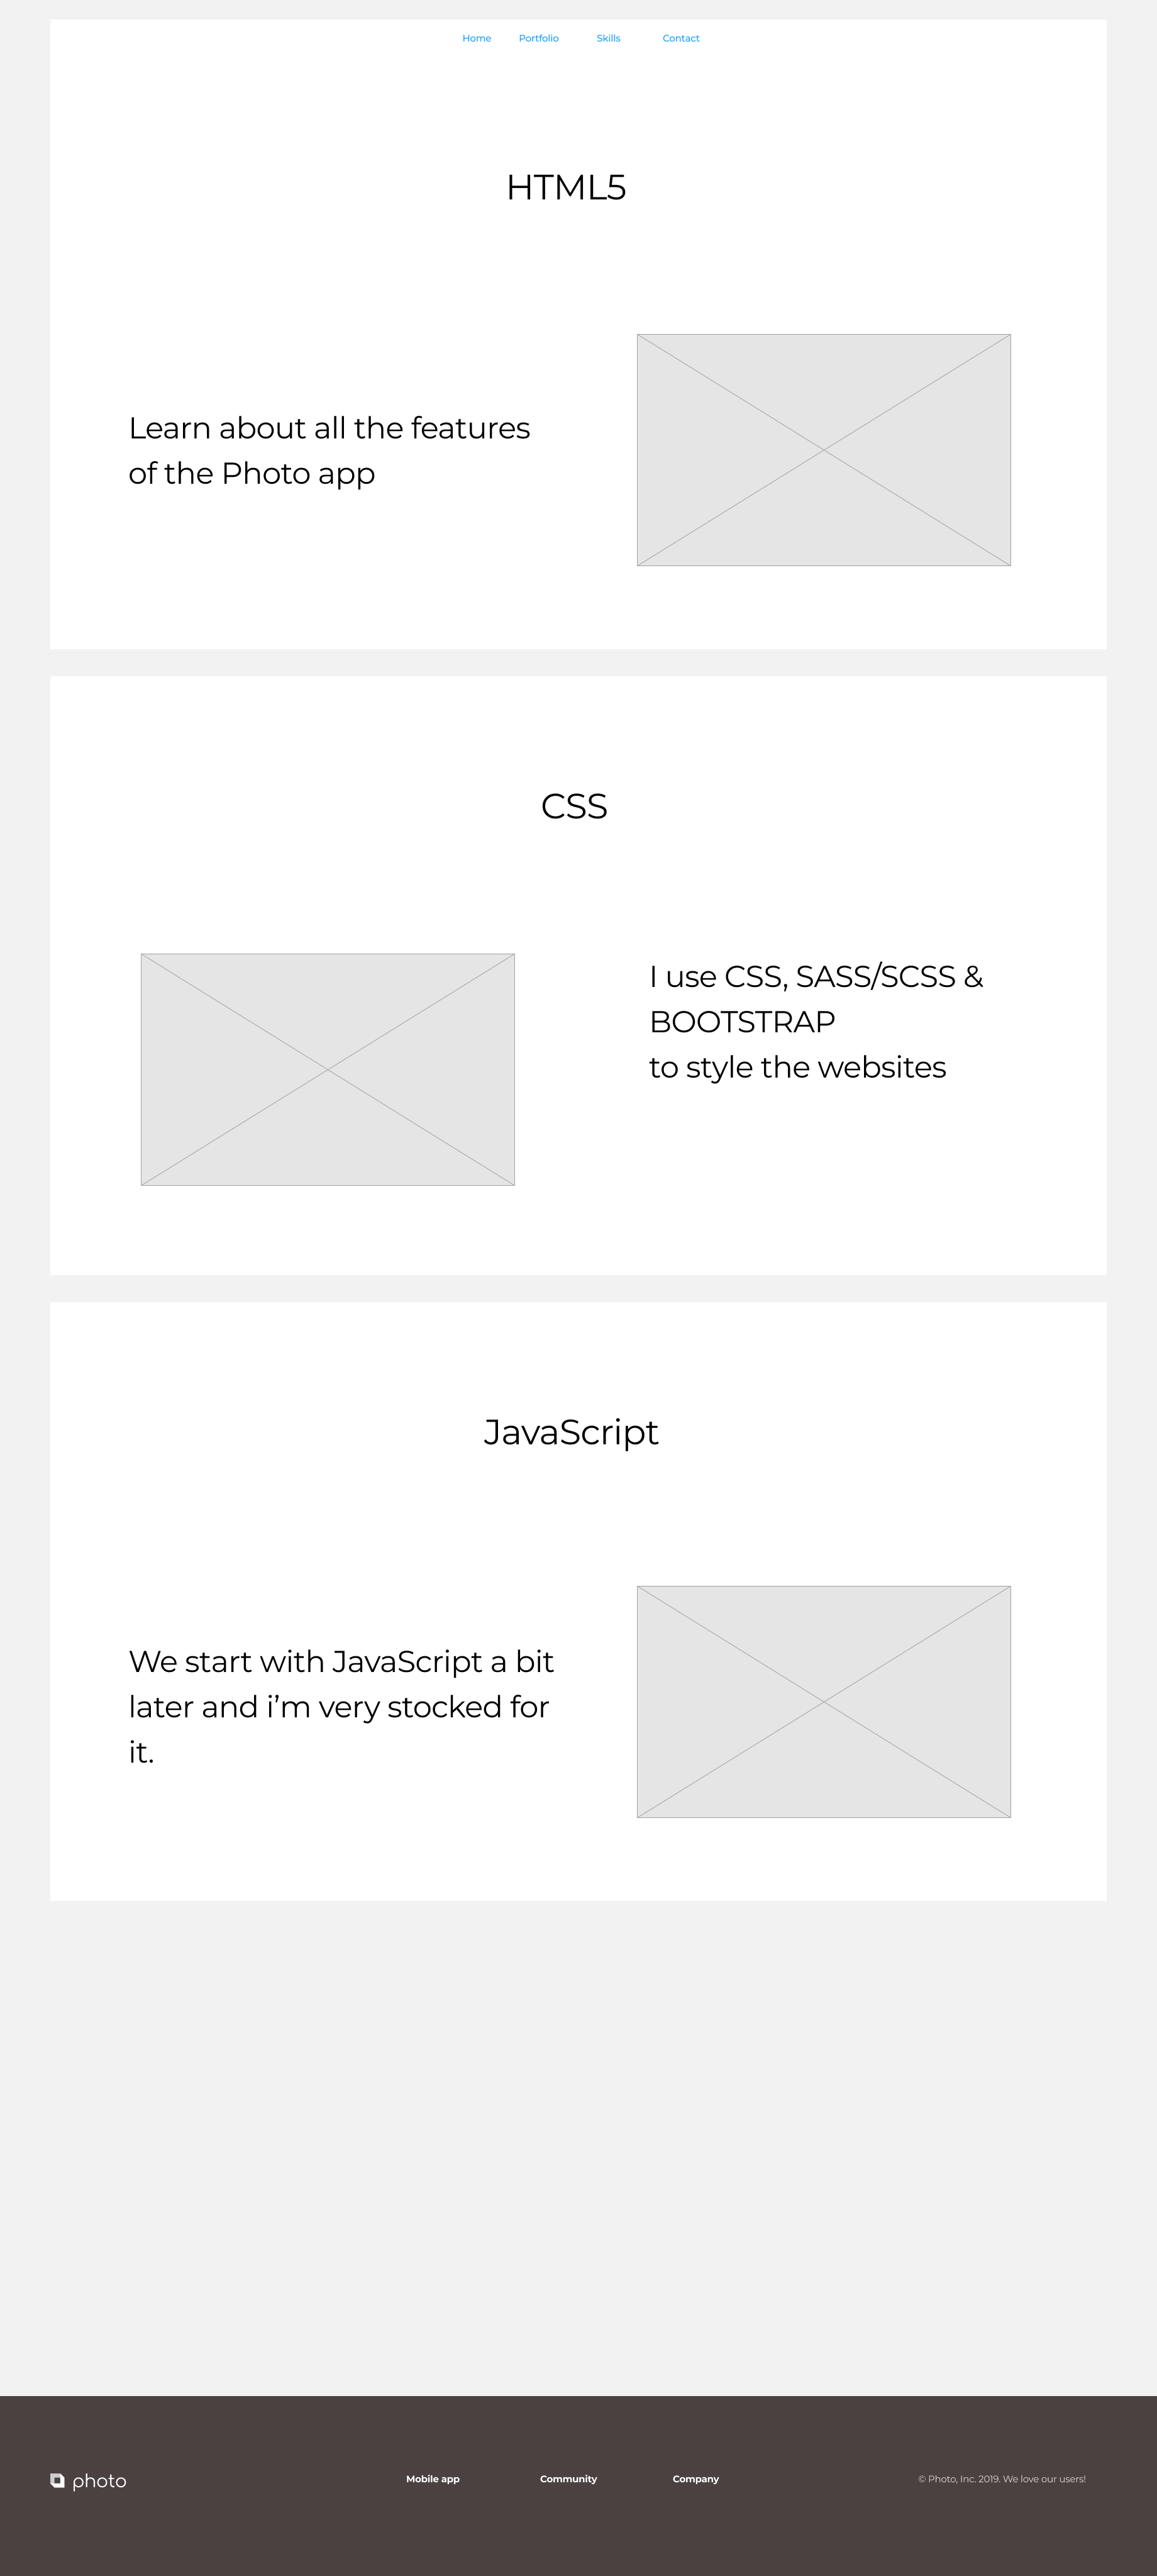 Home Portfolio Skills Contact
HTML5
Learn about all the features
of the Photo app
CSS
I use CSS, SASS/SCSS &
BOOTSTRAP
to style the websites
JavaScript
We start with JavaScript a bit
later and i’m very stocked for
it.
photo Mobile app Community Company © Photo, Inc. 2019. We love our users!